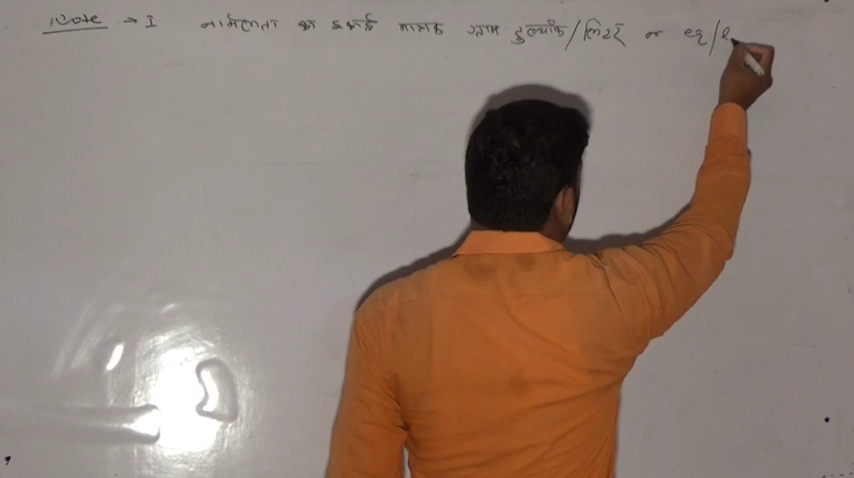 Note → I नार्मलता का इकाई मात्रक ग्राम तुल्यांक/लिटर या eq/l